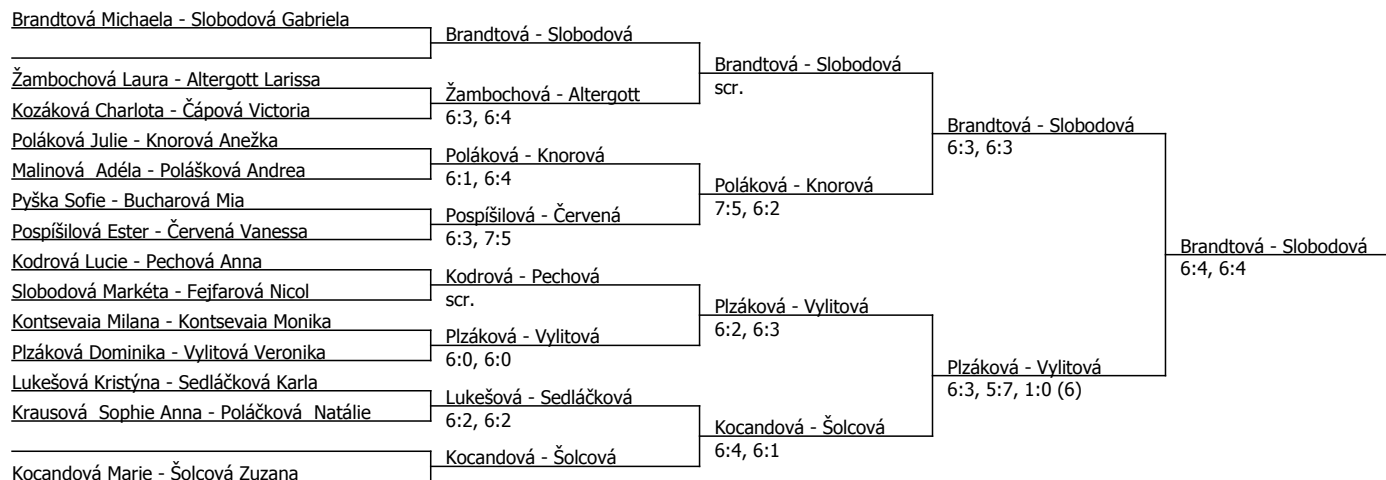 Brandtová Michaela - Slobodová Gabriela
Brandtová - Slobodová
Brandtová - Slobodová
scr.
Žambochová Laura - Altergott Larissa
Žambochová - Altergott
6:3, 6:4
Kozáková Charlota - Čápová Victoria
Brandtová - Slobodová
6:3, 6:3
Poláková Julie - Knorová Anežka
Poláková - Knorová
6:1, 6:4
Malinová  Adéla - Polášková Andrea
Poláková - Knorová
7:5, 6:2
Pyška Sofie - Bucharová Mia
Pospíšilová - Červená
6:3, 7:5
Pospíšilová Ester - Červená Vanessa
Brandtová - Slobodová
6:4, 6:4
Kodrová Lucie - Pechová Anna
Kodrová - Pechová
scr.
Slobodová Markéta - Fejfarová Nicol
Plzáková - Vylitová
6:2, 6:3
Kontsevaia Milana - Kontsevaia Monika
Plzáková - Vylitová
6:0, 6:0
Plzáková Dominika - Vylitová Veronika
Plzáková - Vylitová
6:3, 5:7, 1:0 (6)
Lukešová Kristýna - Sedláčková Karla
Lukešová - Sedláčková
6:2, 6:2
Krausová  Sophie Anna - Poláčková  Natálie
Kocandová - Šolcová
6:4, 6:1
Kocandová - Šolcová
Kocandová Marie - Šolcová Zuzana